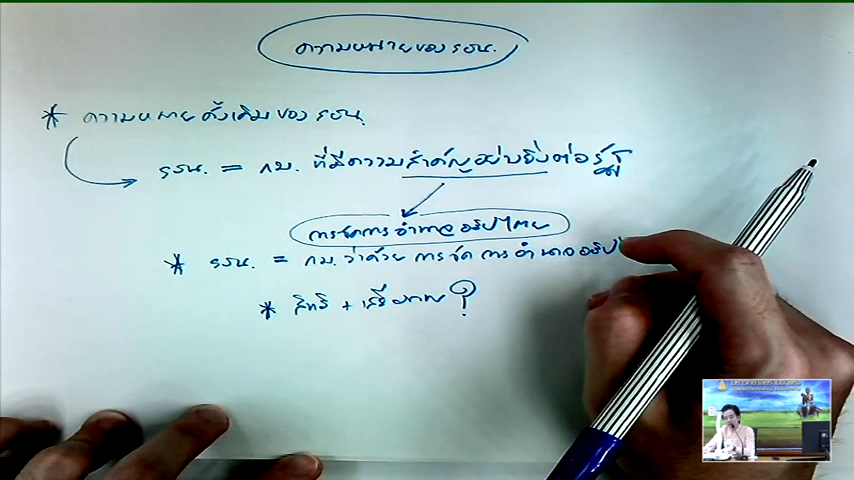 ความหมายของ รธน.
* ความหมายดั้งเดิมของ รธน.
รธน. = กม. ที่มีความสำคัญอย่างยิ่งต่อรัฐ
การจัดการอำนาจอธิปไตย
* รธน. = กม. ว่าด้วย การจัดการอำนาจอธิป
* สิทธิ + เสรีภาพ ?